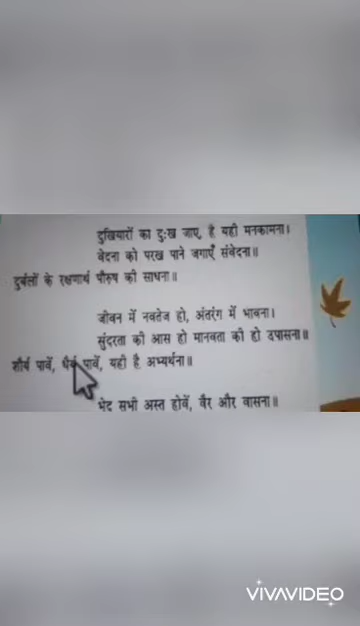 दुखियारों का दुःख जाए, है यही मनकामना।
वेदना को परख पाने जगाएँ संवेदना॥
दुर्बलों के रक्षणार्थ पौरुष की साधना॥
जीवन में नवतेज हो, अंतरंग में भावना।
सुंदरता की आस हो मानवता की हो उपासना॥
शौर्य पावें, धैर्य पावें, यही है अभ्यर्थना॥
भेद सभी अस्त होवें, वैर और वासना॥
VIVAVIDEO